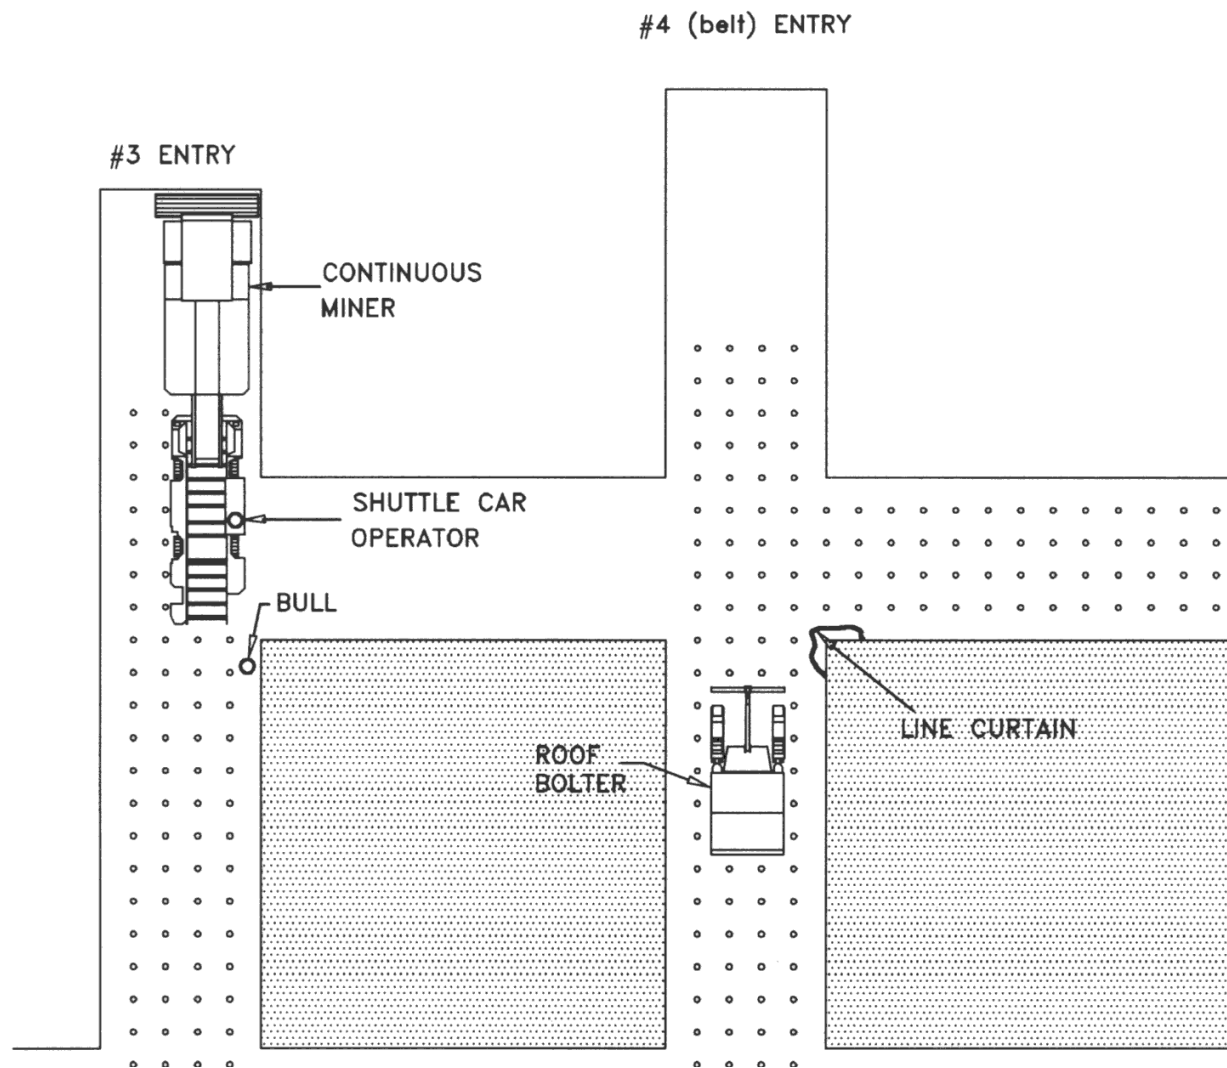 #4 (belt) ENTRY
#3 ENTRY
CONTINUOUS
MINER
SHUTTLE CAR
OPERATOR
BULL
LINE CURTAIN
ROOF
BOLTER